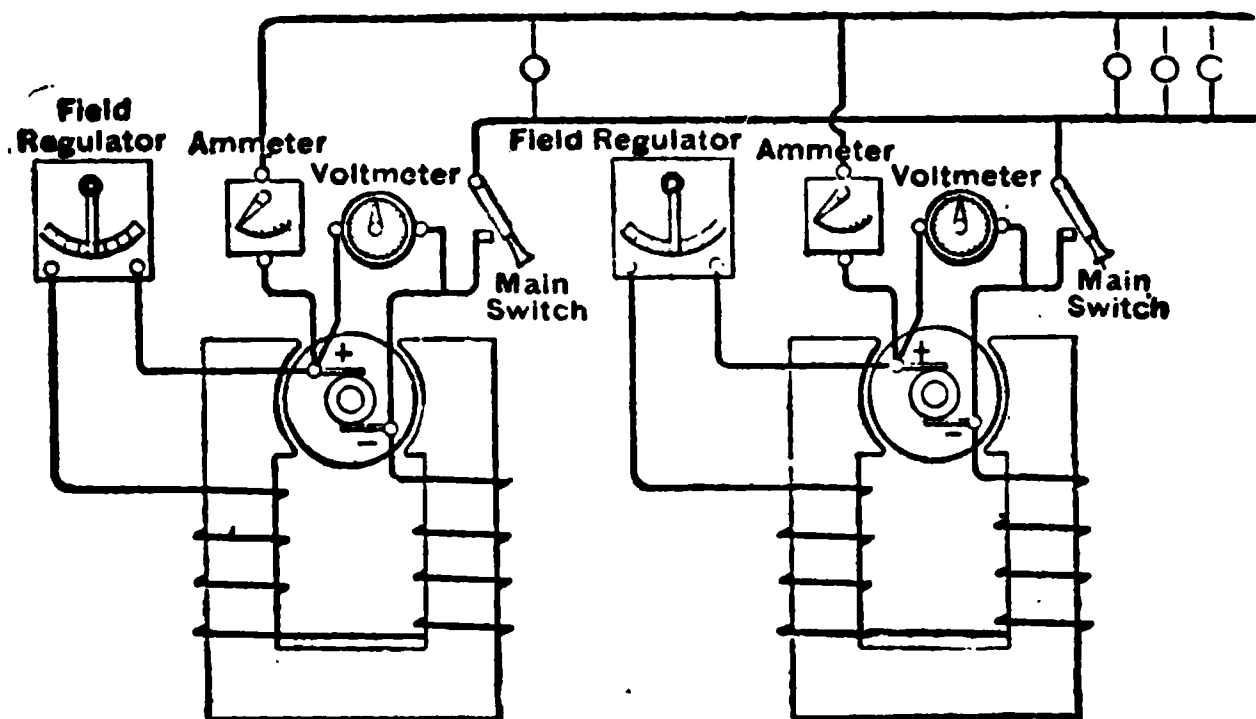 Field
Regulator
Ammeter
Voltmeter
Main
Switch
+
-
Field Regulator
Ammeter
Voltmeter
Main
Switch
+
-